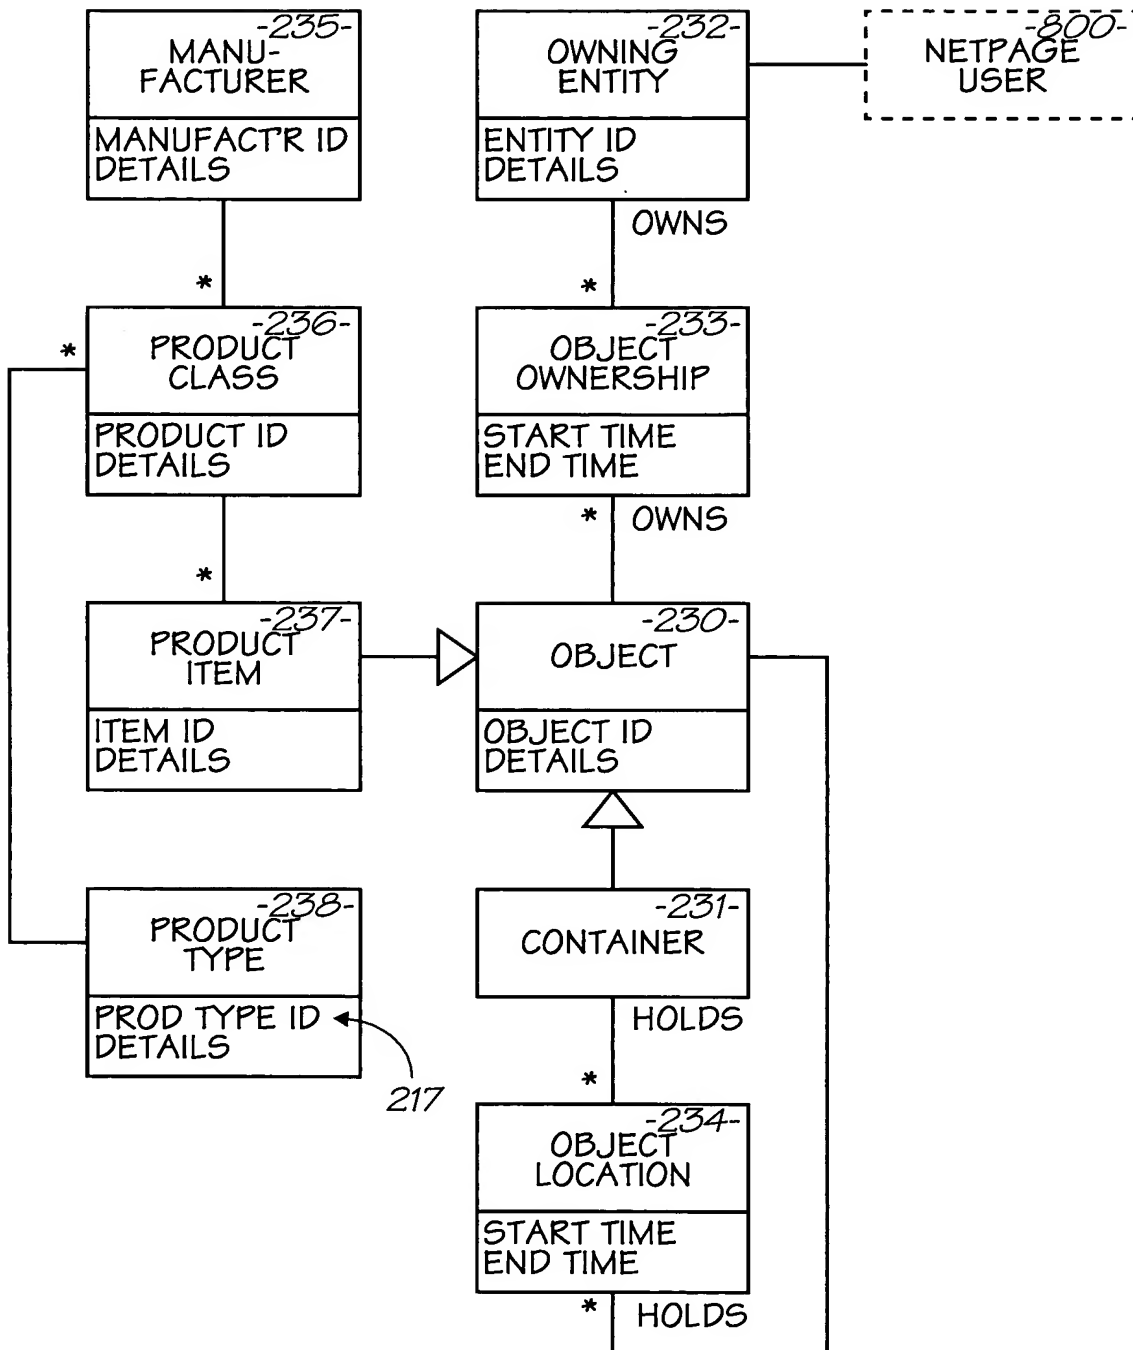 -235-
MANU-
FACTURER
MANUFACT'R ID
DETAILS
-232-
OWNING
ENTITY
ENTITY ID
DETAILS
-800-
NETPAGE
USER
OWNS
*
*
-236-
PRODUCT
CLASS
PRODUCT ID
DETAILS
*
-233-
OBJECT
OWNERSHIP
START TIME
END TIME
* OWNS
*
-237-
PRODUCT
ITEM
ITEM ID
DETAILS
-230-
OBJECT
OBJECT ID
DETAILS
-238-
PRODUCT
TYPE
PROD TYPE ID
DETAILS
217
-231-
CONTAINER
HOLDS
*
-234-
OBJECT
LOCATION
START TIME
END TIME
* HOLDS